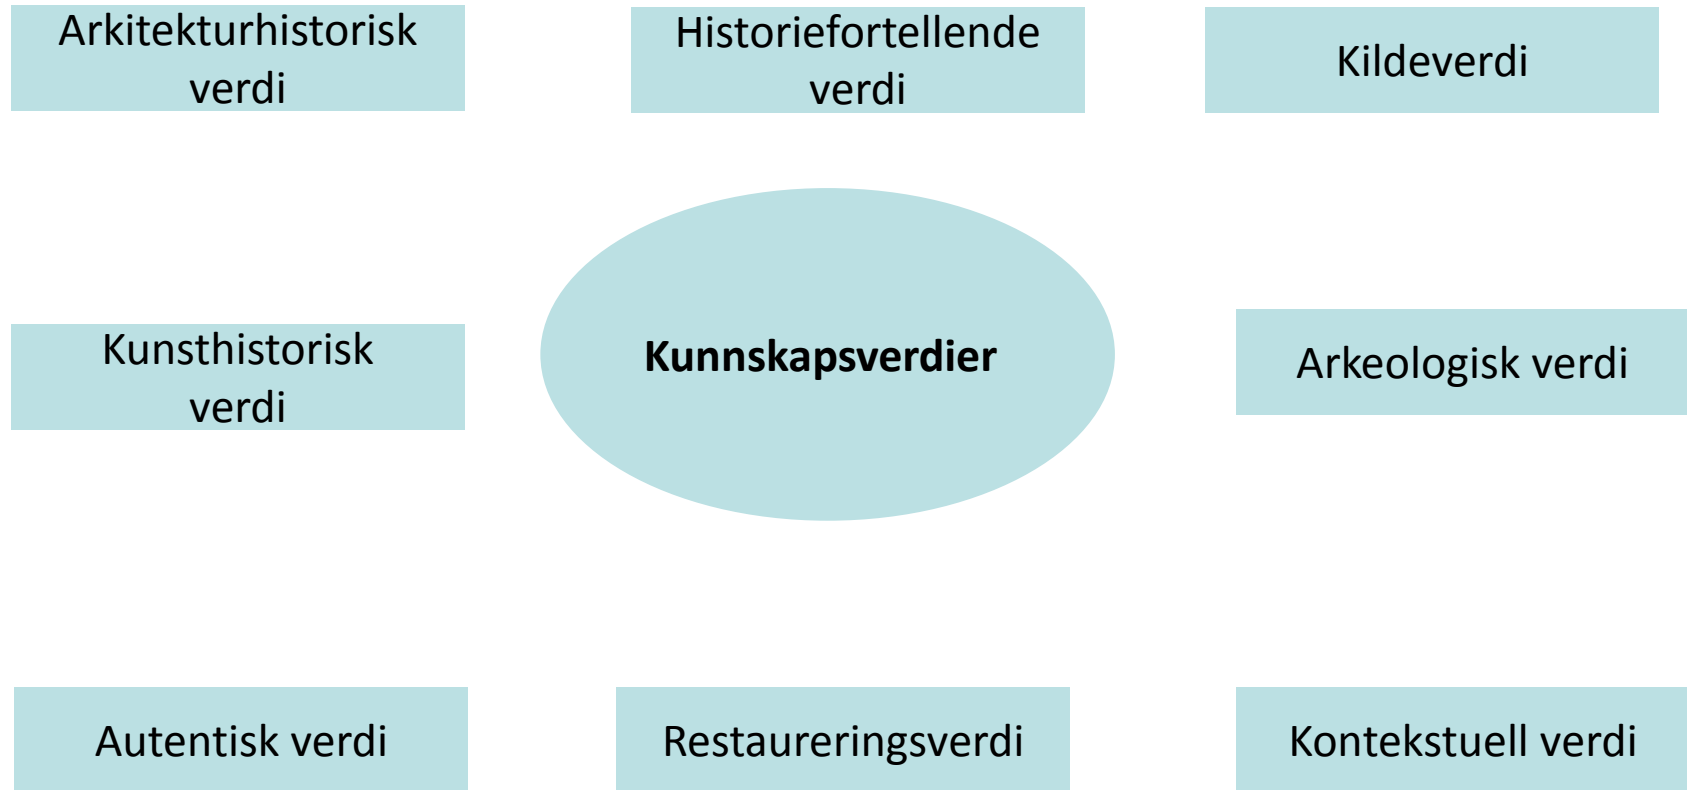 Arkitekturhistorisk
verdi
Historiefortellende
verdi
Kildeverdi
Kunsthistorisk
verdi
Kunnskapsverdier
Arkeologisk verdi
Autentisk verdi
Restaureringsverdi
Kontekstuell verdi